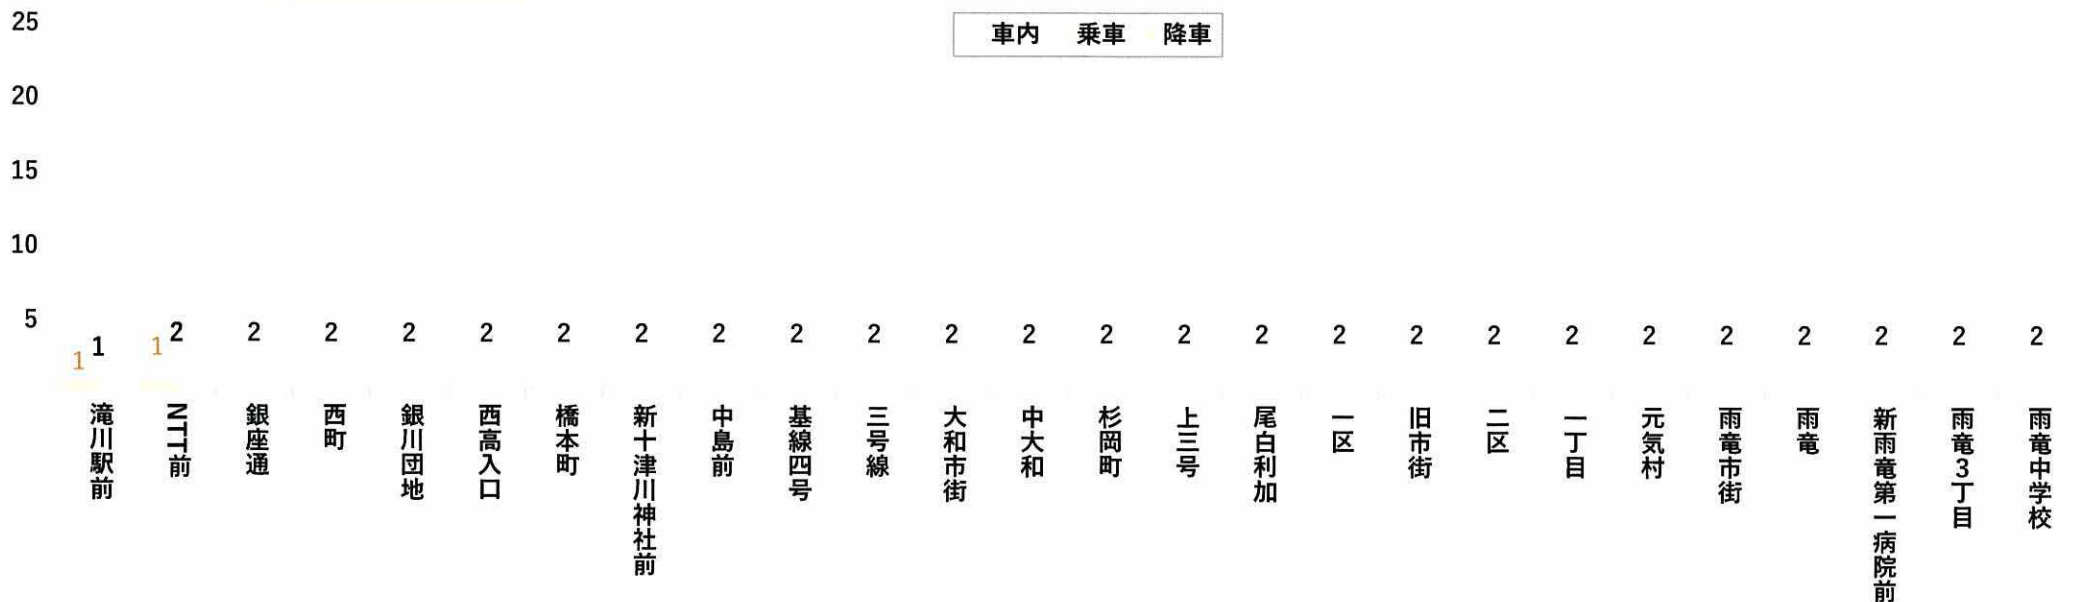 25
車内 乗車 降車
20
15
10
5
1 1 1 2 2 2 2 2 2 2 2 2 2 2 2 2 2 2 2 2 2 2 2 2 2 2 2 2
滝川駅前
NTT前
銀座通
西町
銀川団地
西高入口
橋本町
新十津川神社前
中島前
基線四号
三号線
大和市街
中大和
杉岡町
上三号
尾白利加
一区
旧市街
二区
一丁目
元気村
雨竜市街
雨竜
新雨竜第一病院前
雨竜3丁目
雨竜中学校